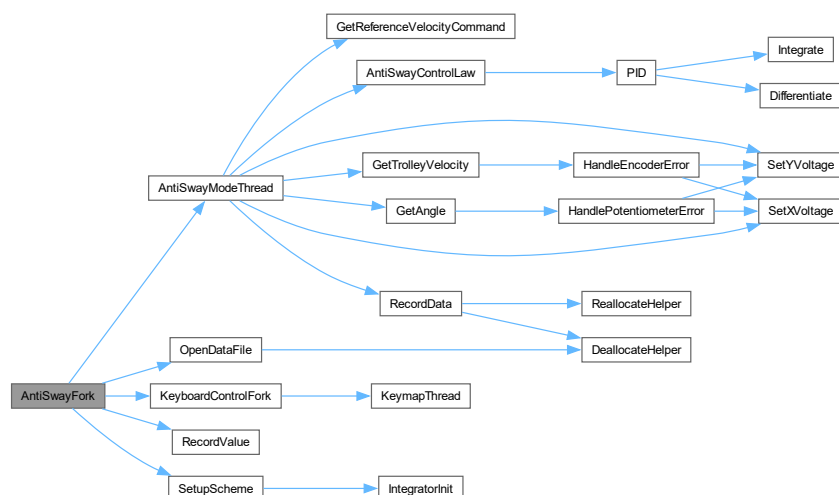 GetReferenceVelocityCommand
Integrate
AntiSwayControlLaw
PID
Differentiate
GetTrolleyVelocity
HandleEncoderError
SetYVoltage
AntiSwayModeThread
GetAngle
HandlePotentiometerError
SetXVoltage
RecordData
ReallocateHelper
OpenDataFile
DeallocateHelper
AntiSwayFork
KeyboardControlFork
KeymapThread
RecordValue
SetupScheme
IntegratorInit